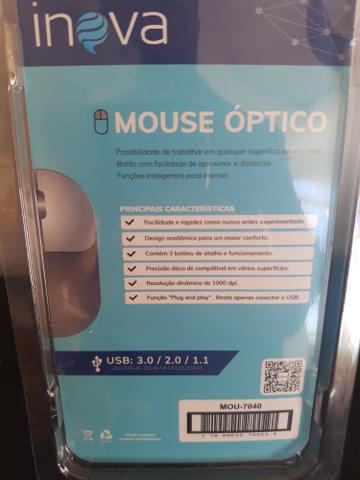 inova
MOUSE ÓPTICO
Possibilidade de trabalhar em qualquer superfície
Botão com facilidade de aproximar e distanciar.
Funções inteligentes para internet.
PRINCIPAIS CARACTERÍSTICAS
Facilidade e rapidez como nunca antes experimentado.
Design anatômico para um maior conforto.
Contém 3 botões de atalho e funcionamento.
Precisão ótica de compatível em várias superfícies.
Resolução dinâmica de 1000 dpi.
Função "Plug and play". Basta apenas conectar o USB.
USB: 3.0 / 2.0 / 1.1
UNIVERSAL DE ALTA VELOCIDADE
MOU-7040